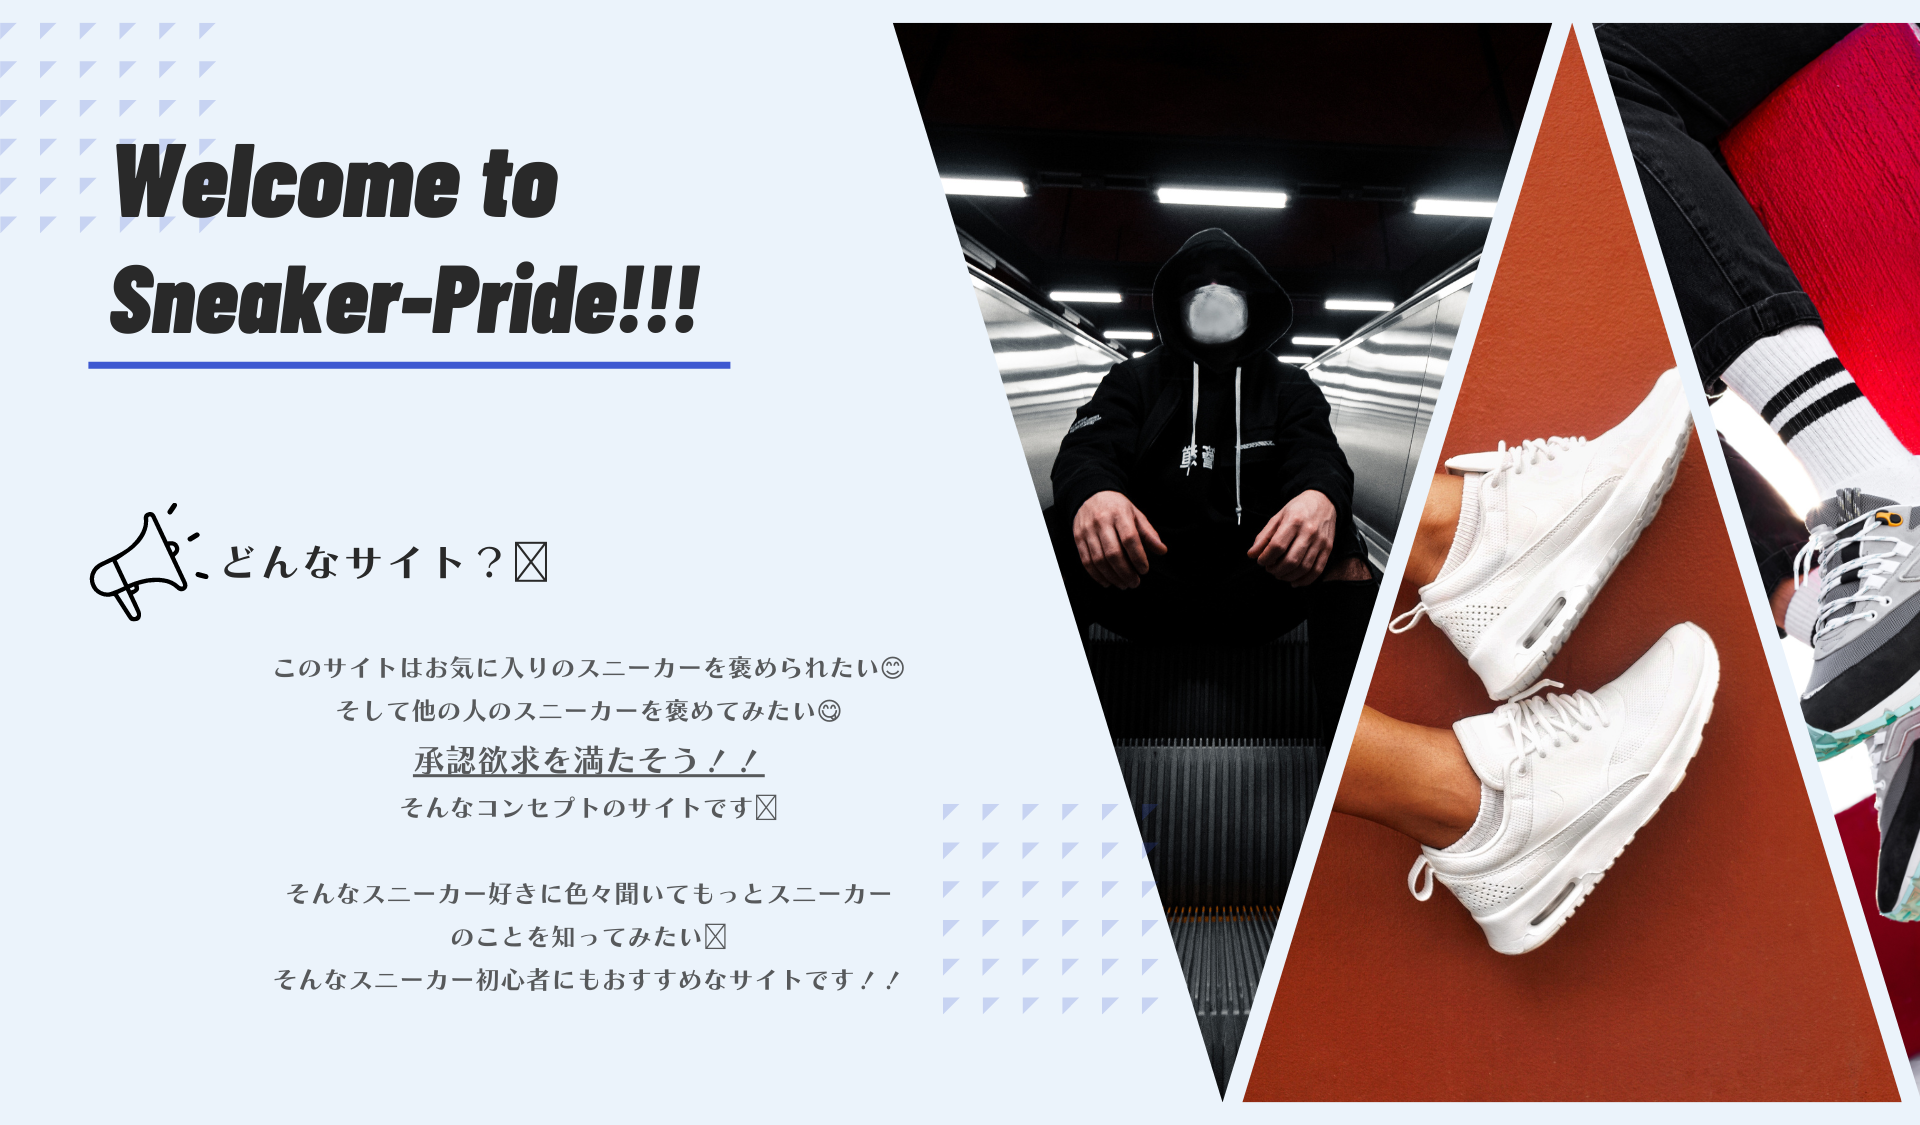 Welcome to
Sneaker-Pride!!!
どんなサイト？
このサイトはお気に入りのスニーカーを褒められたい😊
そして他の人のスニーカーを褒めてみたい😋
承認欲求を満たそう！！
そんなコンセプトのサイトです
そんなスニーカー好きに色々聞いてもっとスニーカー
のことを知ってみたい
そんなスニーカー初心者にもおすすめなサイトです！！